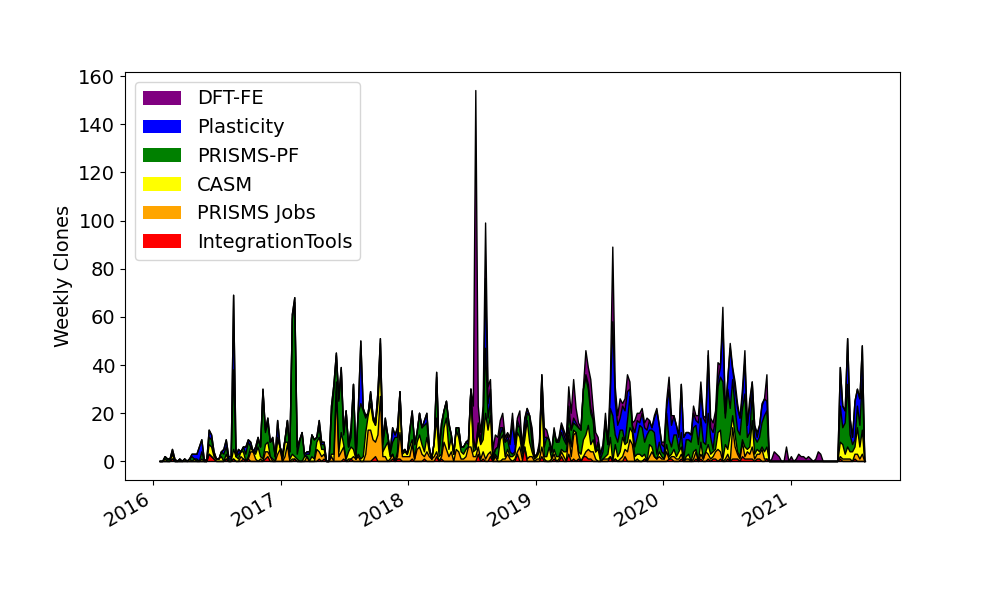 160
140
120
100
80
60
40
20
0
Weekly Clones
DFT-FE
Plasticity
PRISMS-PF
CASM
PRISMS Jobs
IntegrationTools
2016
2017
2018
2019
2020
2021